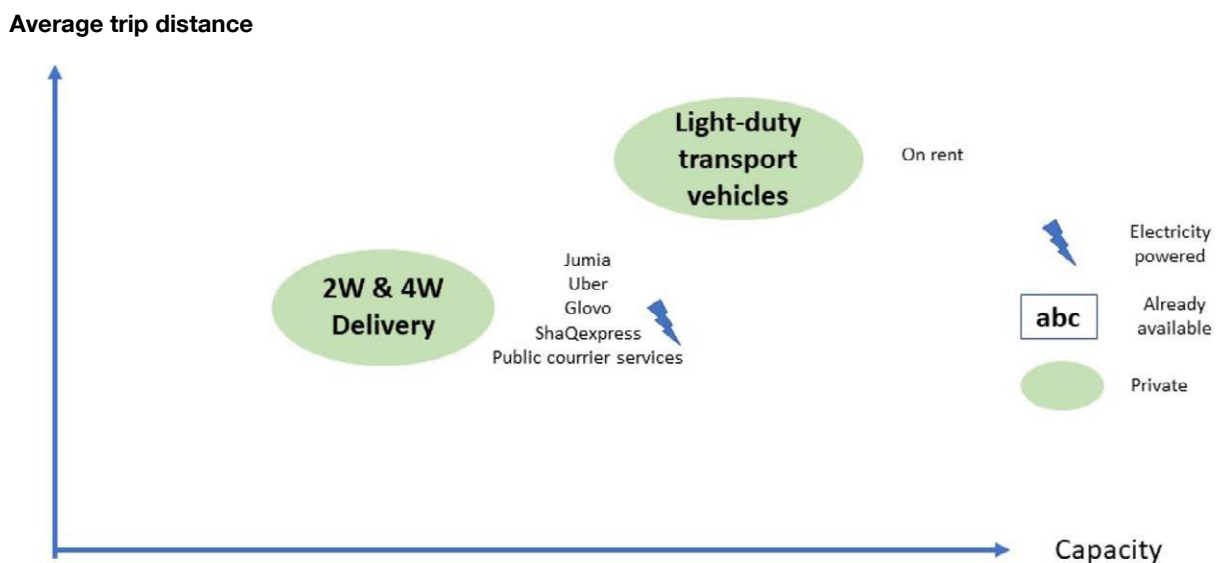 Average trip distance
Light-duty
transport
vehicles
On rent
2W & 4W
Delivery
Jumia
Uber
Glovo
ShaQexpress
Public courrier services
Electricity
powered
abc
Already
available
Private
Capacity